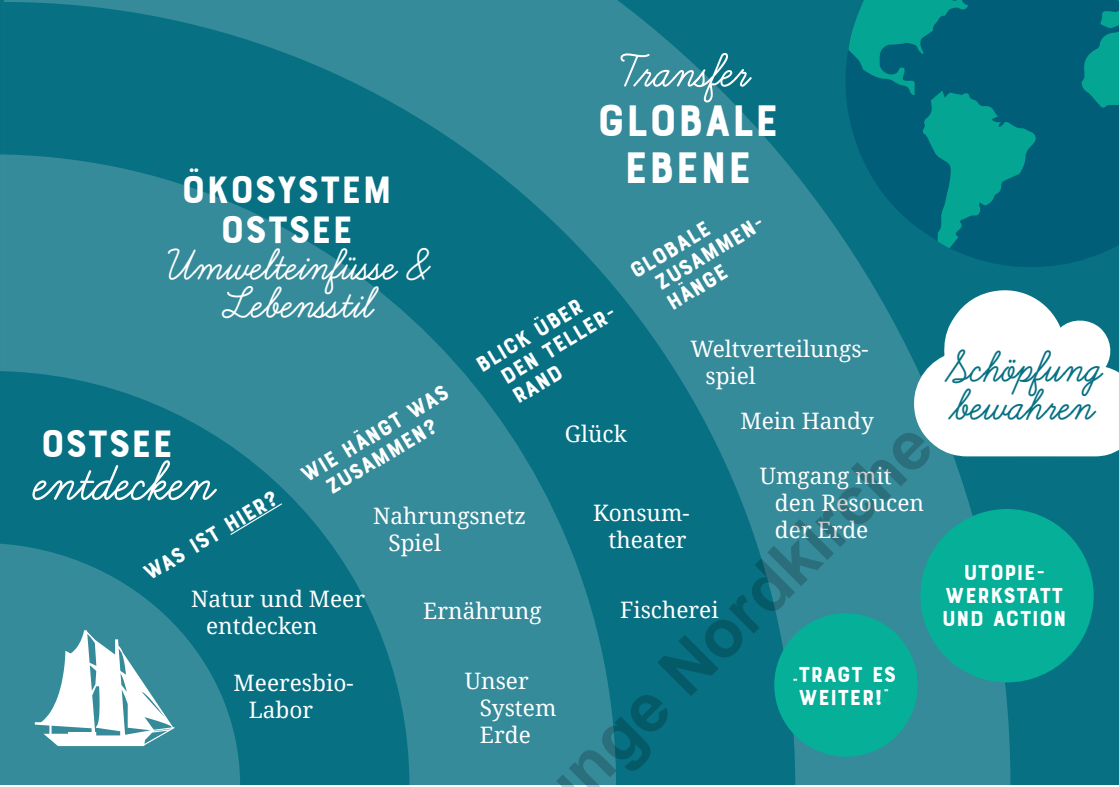 Transfer
GLOBALE
EBENE
ÖKOSYSTEM
OSTSEE
Umwelteinfüsse &
Lebensstil
OSTSEE
entdecken
WAS IST HIER?
Natur und Meer
entdecken
Meeresbio-
Labor
WIE HÄNGT WAS
ZUSAMMEN?
Nahrungsnetz
Spiel
Ernährung
Unser
System
Erde
BLICK ÜBER
DEN TELLER-
RAND
Glück
Konsum-
theater
Fischerei
GLOBALE
ZUSAMMEN-
HÄNGE
Weltverteilungs-
spiel
Mein Handy
Umgang mit
den Resoucen
der Erde
Schöpfung
bewahren
UTOPIE-
WERKSTATT
UND ACTION
„TRAGT ES
WEITER!“
unge Nordkirche